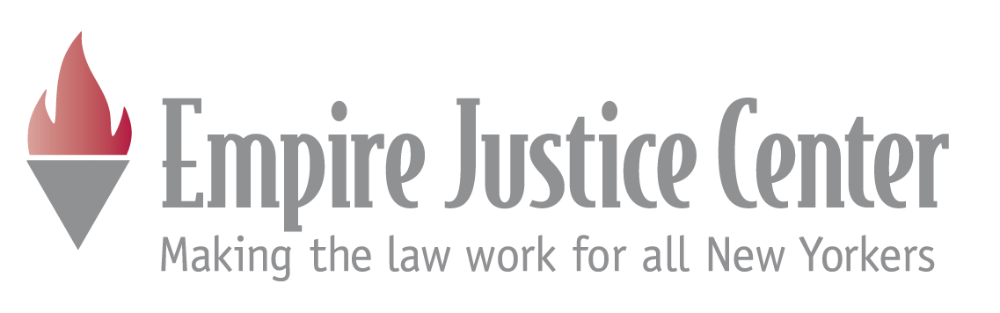 Empire Justice Center
Making the law work for all New Yorkers